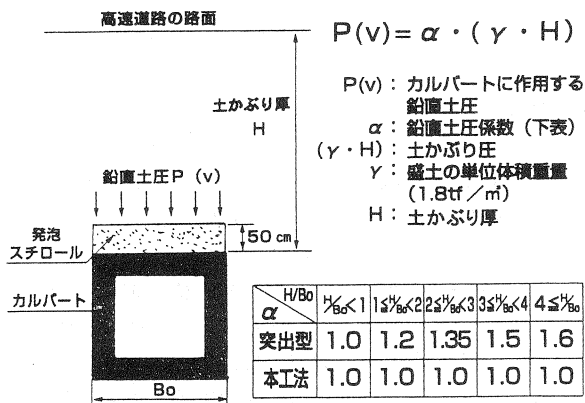 高速道路の路面
土かぶり厚
H
鉛直土圧P (v)
発泡
スチロール
50cm
カルバート
Bo
P(v)= α・(γ・H)
P(v): カルバートに作用する
鉛直土圧
α: 鉛直土圧係数 (下表)
(γ・H): 土かぶり圧
γ: 盛土の単位体積重量
(1.8tf/㎥)
H: 土かぶり厚
α H/Bo H/Bo<1 1≦H/Bo<2 2≦H/Bo<3 3≦H/Bo<4 4≦H/Bo
突出型 1.0 1.2 1.35 1.5 1.6
本工法 1.0 1.0 1.0 1.0 1.0